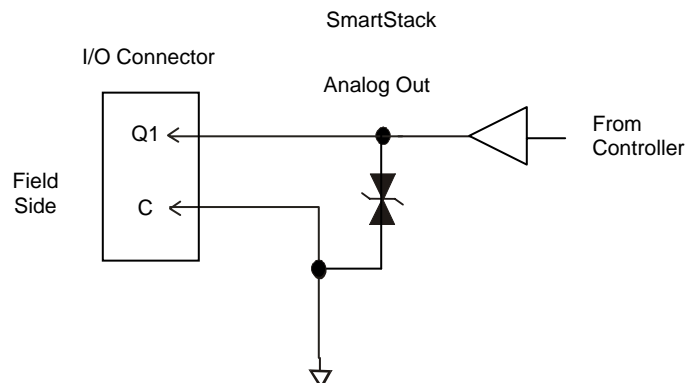 SmartStack
I/O Connector
Analog Out
Q1
From
Controller
Field
Side
C